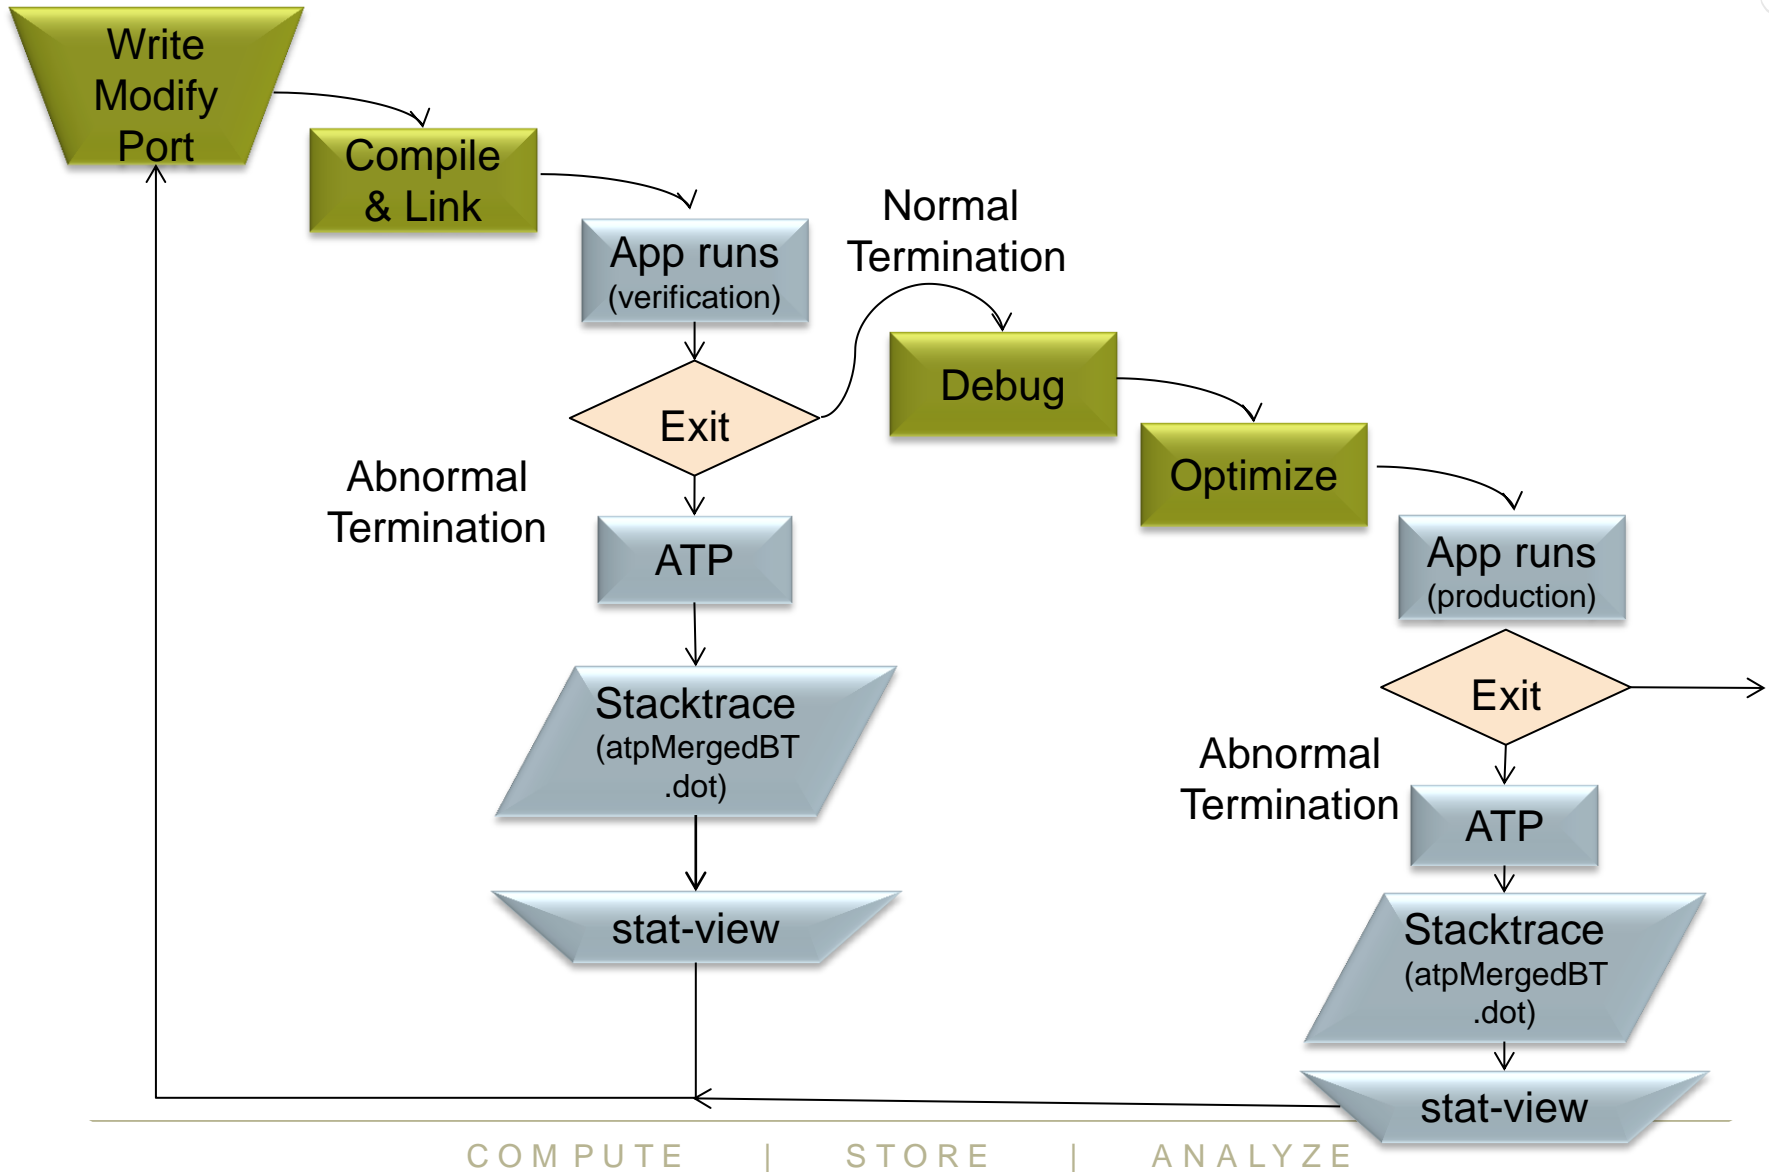 Write
Modify
Port
Compile
& Link
App runs
(verification)
Normal
Termination
Exit
Debug
Abnormal
Termination
Optimize
ATP
App runs
(production)
Stacktrace
(atpMergedBT
.dot)
Exit
Abnormal
Termination
ATP
stat-view
Stacktrace
(atpMergedBT
.dot)
stat-view
COMPUTE | STORE | ANALYZE